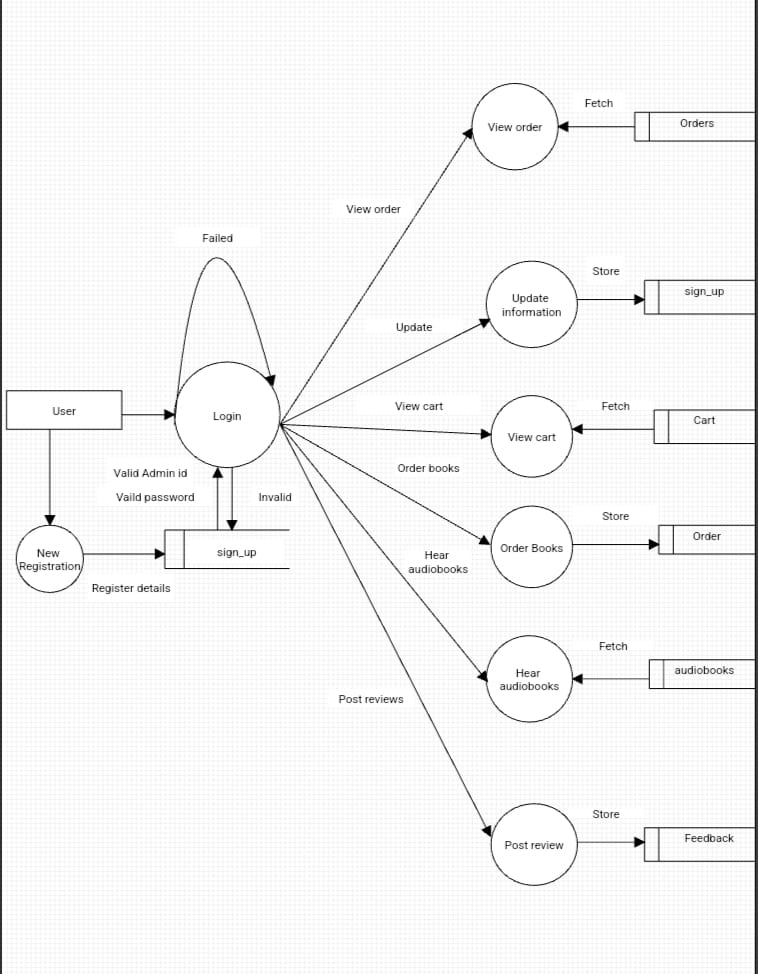 Fetch
Orders
View order
View order
Failed
Store
sign_up
Update
information
Update
View cart
Fetch
Cart
User
Login
View cart
Order books
Valid Admin id
Vaild password
Invalid
Store
Order
Order Books
New
Registration
sign_up
Hear
audiobooks
Register details
Fetch
audiobooks
Hear
audiobooks
Post reviews
Store
Feedback
Post review